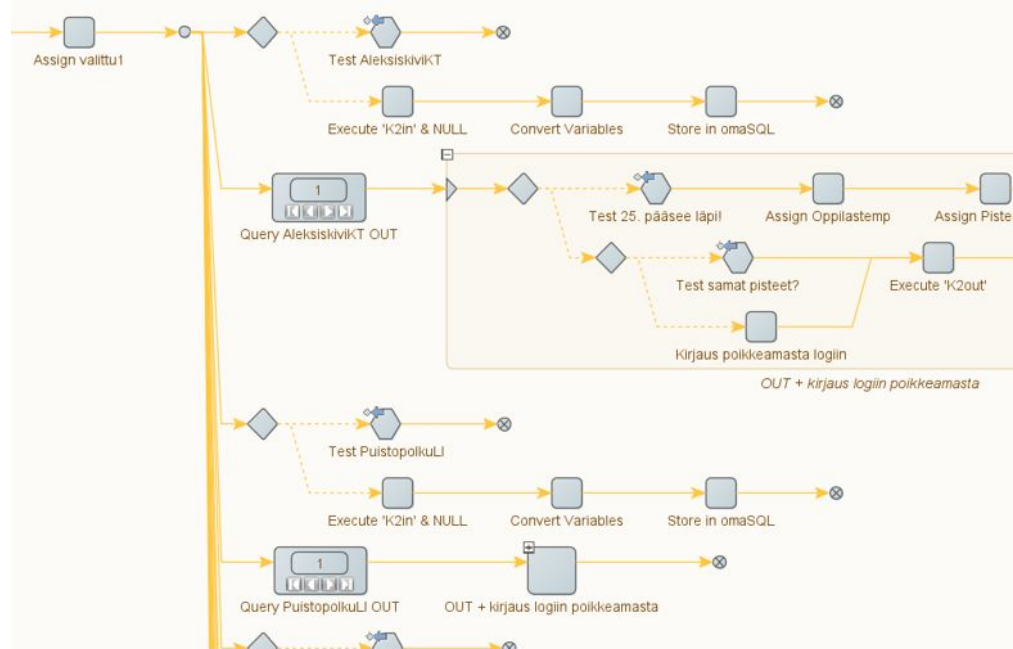 Assign valittu1
Test AleksiskiviKT
Execute 'K2in' & NULL
Convert Variables
Store in omaSQL
1
Query AleksiskiviKT OUT
Test 25. pääsee läpi!
Assign Oppilastemp
Assign Piste
Test samat pisteet?
Execute 'K2out'
Kirjaus poikkeamasta logiin
OUT + kirjaus logiin poikkeamasta
Test PuistopolkuLI
Execute 'K2in' & NULL
Convert Variables
Store in omaSQL
1
Query PuistopolkuLI OUT
OUT + kirjaus logiin poikkeamasta